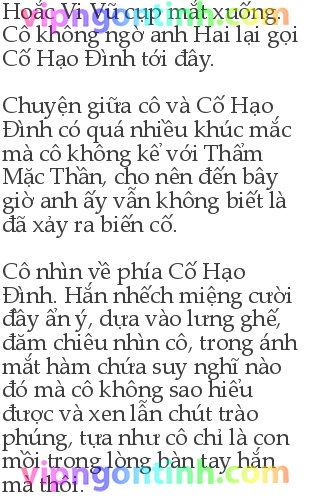 Hoắc Vi Vũ cụp mắt xuống.
Cô không ngờ anh Hai lại gọi
Cố Hạo Đình tới đây.
Chuyện giữa cô và Cố Hạo
Đình có quá nhiều khúc mắc
mà cô không kể với Thẩm
Mặc Thần, cho nên đến bây
giờ anh ấy vẫn không biết là
đã xảy ra biến cố.
Cô nhìn về phía Cố Hạo
Đình. Hắn nhếch miệng cười
đầy ẩn ý, dựa vào lưng ghế,
đăm chiêu nhìn cô, trong ánh
mắt hàm chứa suy nghĩ nào
đó mà cô không sao hiểu
được và xen lẫn chút trào
phúng, tựa như cô chỉ là con
mồi trong lòng bàn tay hắn
mà thôi.
vipngontinh.com
vipngontinh.com